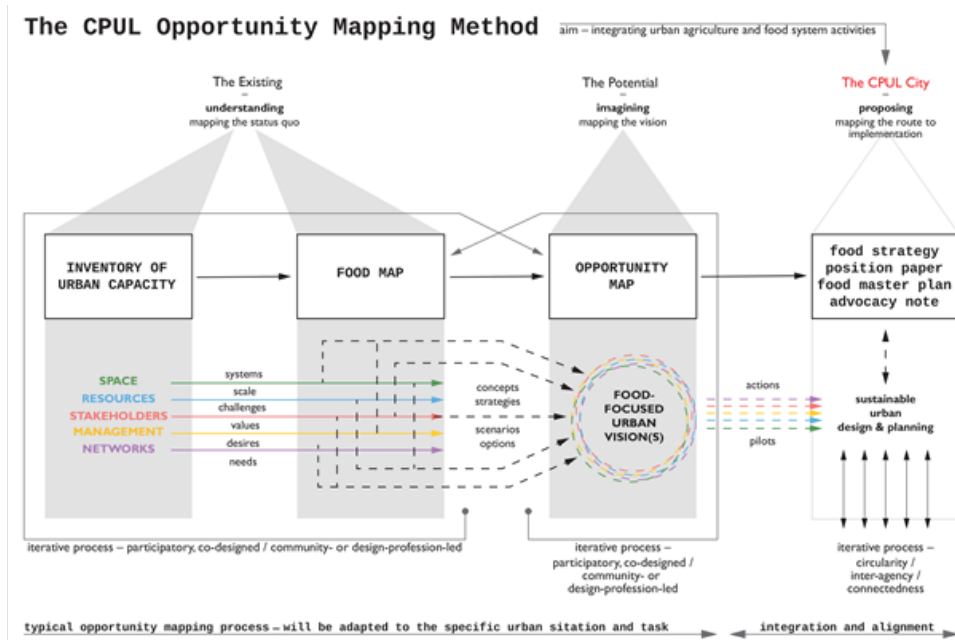 The CPUL Opportunity Mapping Method
aim – integrating urban agriculture and food system activities
The Existing
–
understanding
mapping the status quo
The Potential
–
imagining
mapping the vision
The CPUL City
–
proposing
mapping the route to
implementation
INVENTORY OF
URBAN CAPACITY
FOOD MAP
OPPORTUNITY
MAP
food strategy
position paper
food master plan
advocacy note
SPACE
RESOURCES
STAKEHOLDERS
MANAGEMENT
NETWORKS
systems
scale
challenges
values
desires
needs
concepts
strategies
scenarios
options
FOOD-
FOCUSED
URBAN
VISION(S)
actions
pilots
sustainable
urban
design & planning
iterative process – participatory, co-designed / community- or design-profession-led
iterative process –
participatory, co-designed /
community- or
design-profession-led
iterative process –
circularity /
inter-agency /
connectedness
typical opportunity mapping process – will be adapted to the specific urban sitation and task
integration and alignment